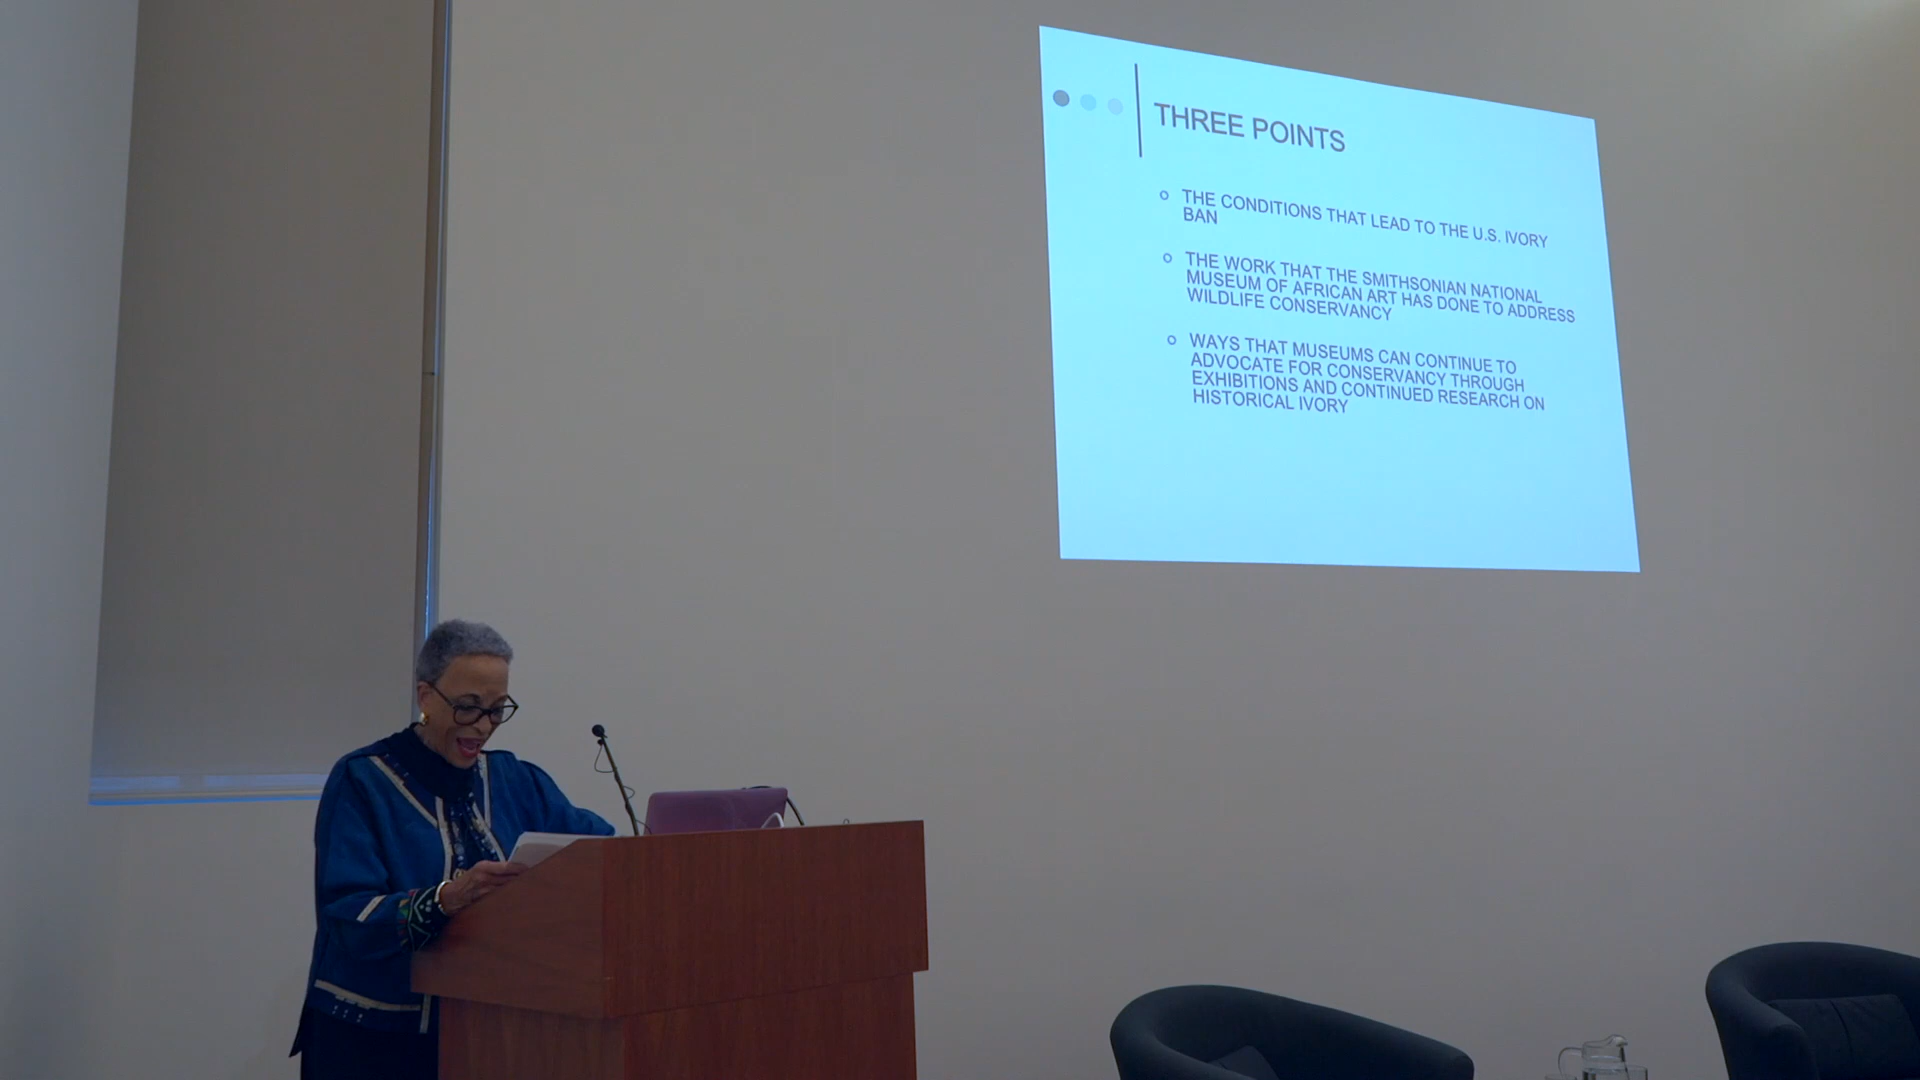 THREE POINTS
THE CONDITIONS THAT LEAD TO THE U.S. IVORY
BAN
THE WORK THAT THE SMITHSONIAN NATIONAL
MUSEUM OF AFRICAN ART HAS DONE TO ADDRESS
WILDLIFE CONSERVANCY
WAYS THAT MUSEUMS CAN CONTINUE TO
ADVOCATE FOR CONSERVANCY THROUGH
EXHIBITIONS AND CONTINUED RESEARCH ON
HISTORICAL IVORY